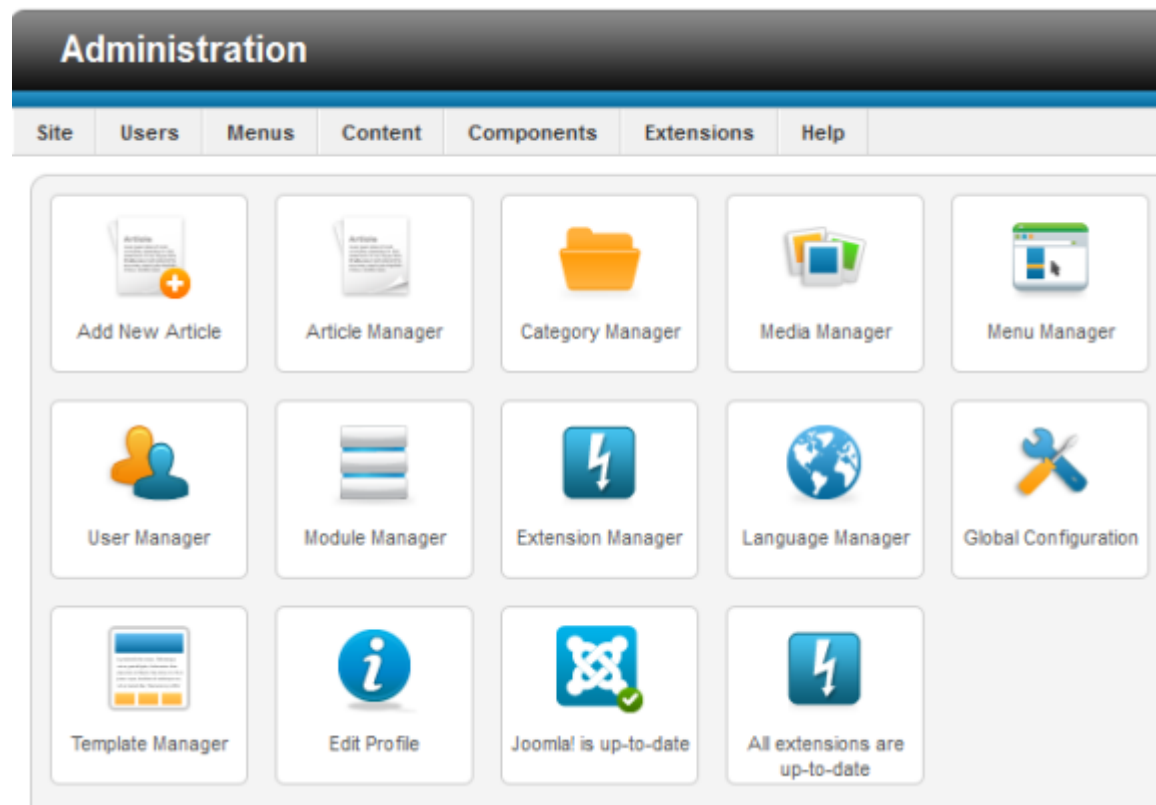 Administration
Site Users Menus Content Components Extensions Help
Article
Article
Add New Article Article Manager Category Manager Media Manager Menu Manager
User Manager Module Manager Extension Manager Language Manager Global Configuration
Template Manager Edit Profile Joomla! is up-to-date All extensions are
up-to-date